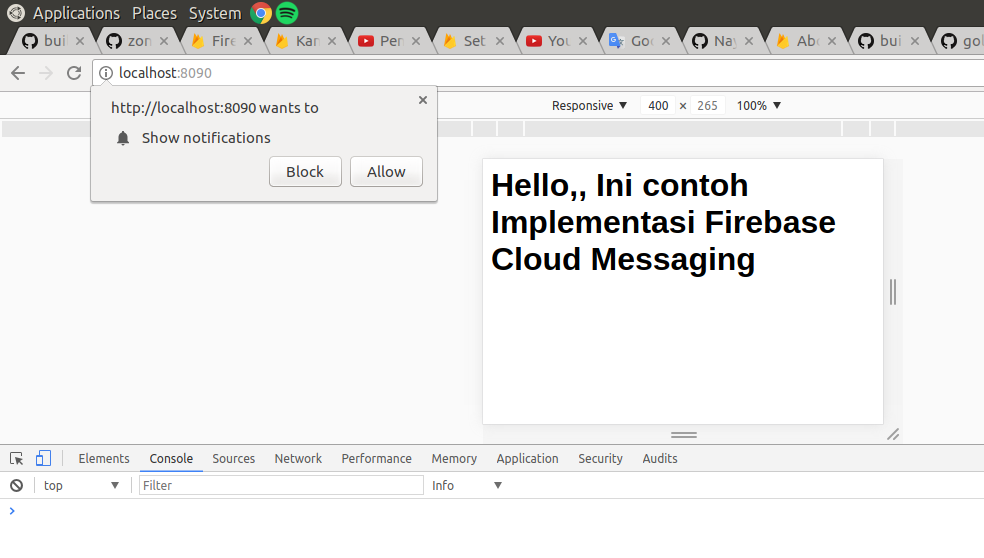 Applications Places System
bui zon Fire Kan Per Set You Goo Nay Abo bui gol
localhost:8090
http://localhost:8090 wants to
Show notifications
Block Allow
Responsive 400 × 265 100%
Hello,, Ini contoh
Implementasi Firebase
Cloud Messaging
Elements Console Sources Network Performance Memory Application Security Audits
top Filter Info